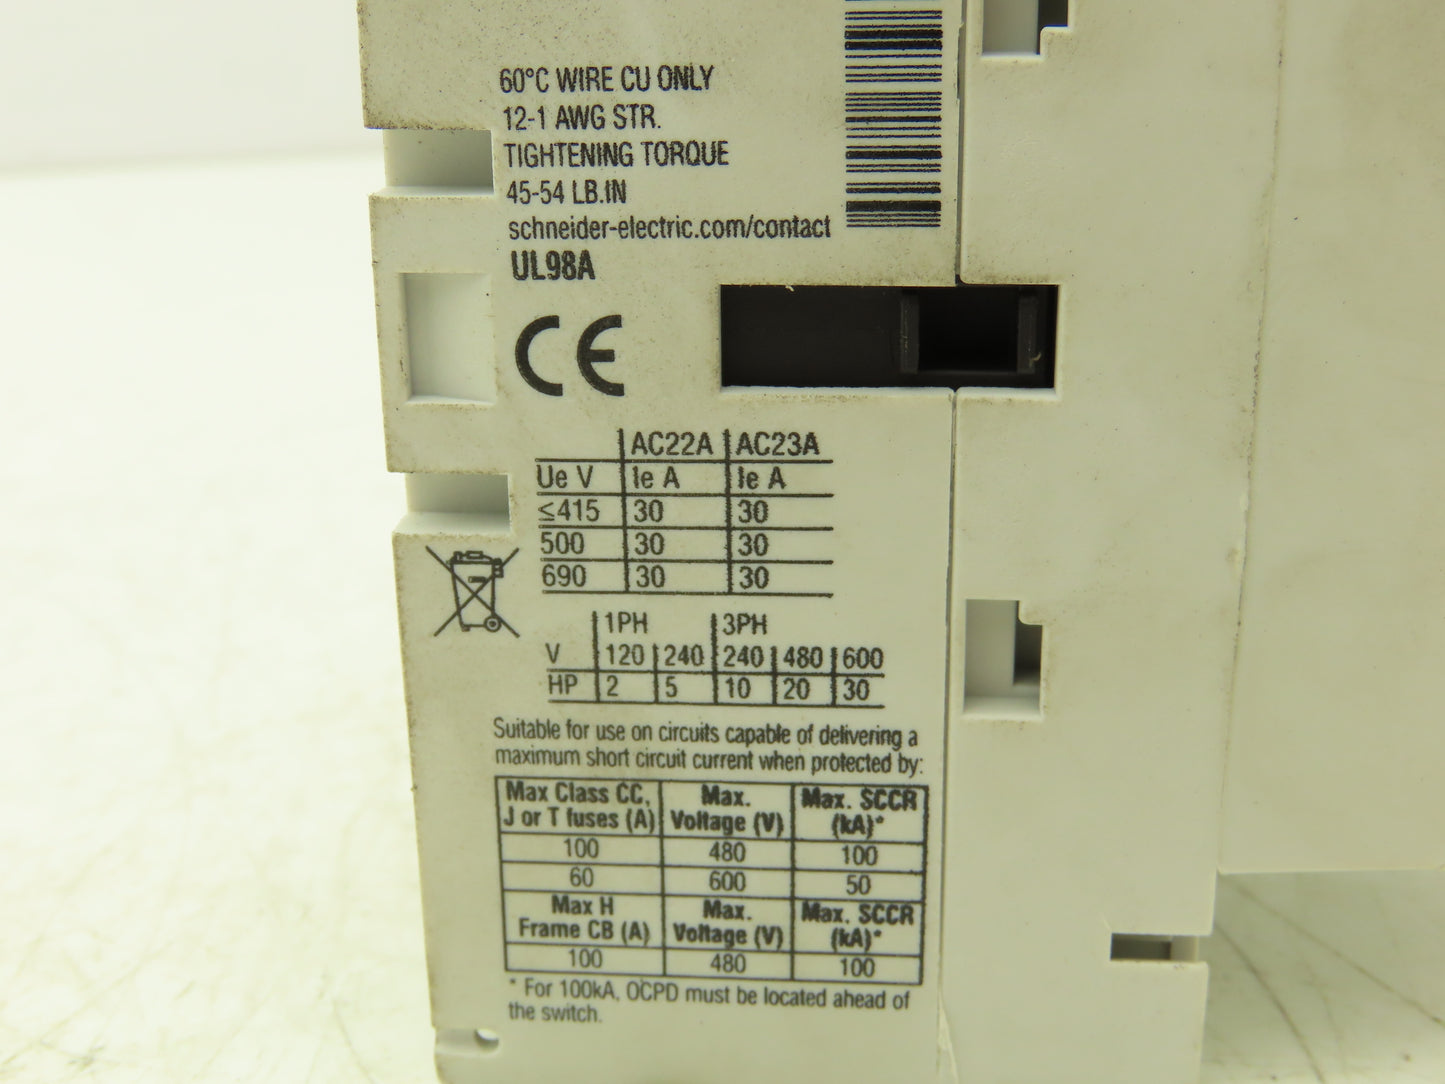 60°C WIRE CU ONLY
12-1 AWG STR.
TIGHTENING TORQUE
45-54 LB.IN
schneider-electric.com/contact
UL98A
CE
AC22A AC23A
Ue V Ie A Ie A
≤415 30 30
500 30 30
690 30 30
1PH 3PH
V 120 240 240 480 600
HP 2 5 10 20 30
Suitable for use on circuits capable of delivering a
maximum short circuit current when protected by:
Max Class CC, Max. Max. SCCR
J or T fuses (A) Voltage (V) (kA)*
100 480 100
60 600 50
Max H Max. Max. SCCR
Frame CB (A) Voltage (V) (kA)*
100 480 100
* For 100kA, OCPD must be located ahead of
the switch.